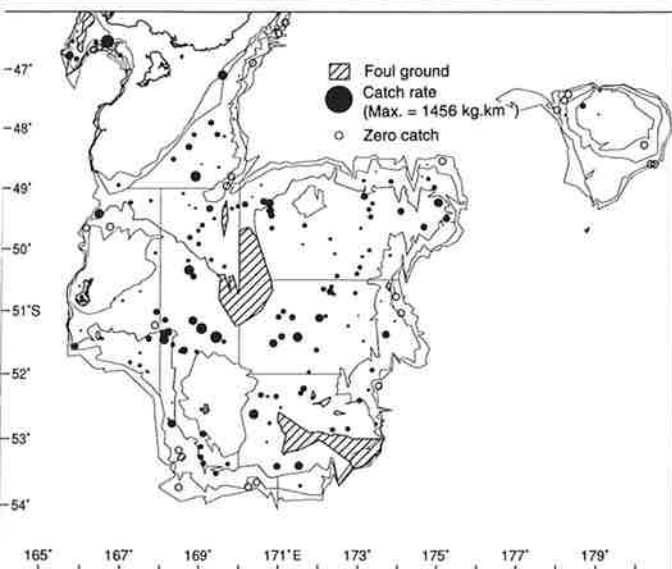 47°
Foul ground
Catch rate
(Max. = 1456 kg.km⁻¹)
Zero catch
48°
49°
50°
51°S
52°
53°
54°
165° 167° 169° 171°E 173° 175° 177° 179°